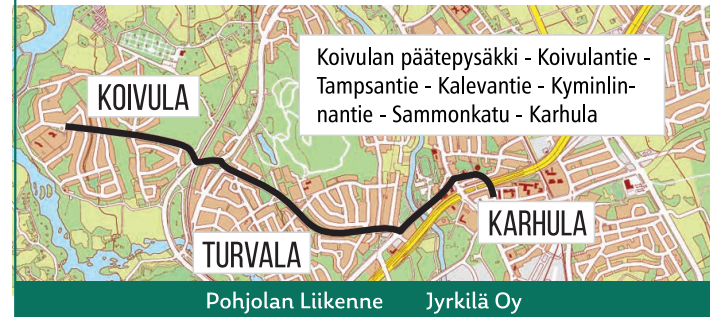 Koivulan päätepysäkki - Koivulantie -
Tampsantie - Kalevantie - Kyminlin-
nantie - Sammonkatu - Karhula
KOIVULA
KARHULA
TURVALA
Pohjolan Liikenne Jyrkilä Oy